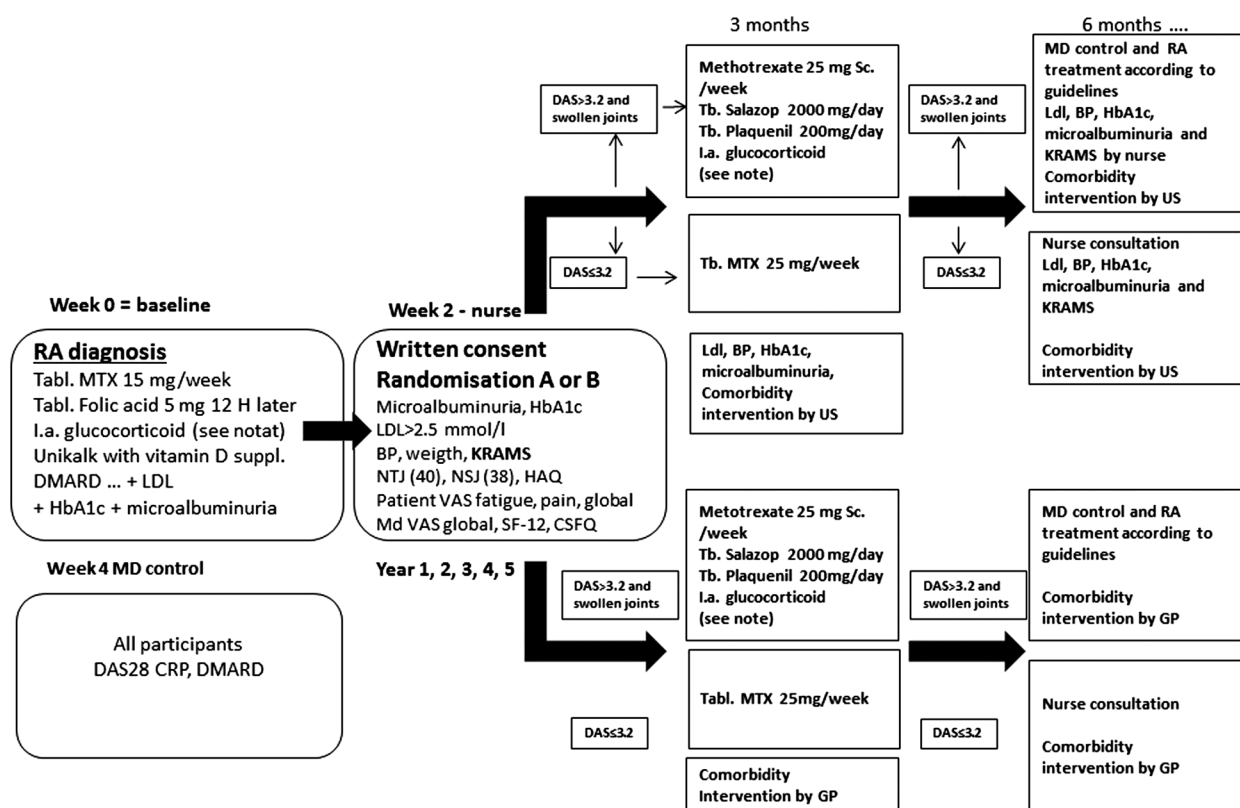 3 months
6 months ....
Week 0 = baseline
RA diagnosis
Tabl. MTX 15 mg/week
Tabl. Folic acid 5 mg 12 H later
I.a. glucocorticoid (see notat)
Unikalk with vitamin D suppl.
DMARD ... + LDL
+ HbA1c + microalbuminuria
Week 4 MD control
All participants
DAS28 CRP, DMARD
Week 2 - nurse
Written consent
Randomisation A or B
Microalbuminuria, HbA1c
LDL>2.5 mmol/l
BP, weigth, KRAMS
NTJ (40), NSJ (38), HAQ
Patient VAS fatigue, pain, global
Md VAS global, SF-12, CSFQ
Year 1, 2, 3, 4, 5
DAS>3.2 and
swollen joints
DAS≤3.2
Methotrexate 25 mg Sc.
/week
Tb. Salazop 2000 mg/day
Tb. Plaquenil 200mg/day
I.a. glucocorticoid
(see note)
Tb. MTX 25 mg/week
Ldl, BP, HbA1c,
microalbuminuria,
Comorbidity
intervention by US
DAS>3.2 and
swollen joints
DAS≤3.2
MD control and RA
treatment according to
guidelines
Ldl, BP, HbA1c,
microalbuminuria and
KRAMS by nurse
Comorbidity
intervention by US
Nurse consultation
Ldl, BP, HbA1c,
microalbuminuria and
KRAMS
Comorbidity
intervention by US
DAS>3.2 and
swollen joints
DAS≤3.2
Metotrexate 25 mg Sc.
/week
Tb. Salazop 2000 mg/day
Tb. Plaquenil 200mg/day
I.a. glucocorticoid
(see note)
Tabl. MTX 25mg/week
Comorbidity
Intervention by GP
DAS>3.2 and
swollen joints
DAS≤3.2
MD control and RA
treatment according to
guidelines
Comorbidity
intervention by GP
Nurse consultation
Comorbidity
intervention by GP